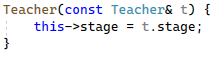 Teacher(const Teacher& t) {
    this->stage = t.stage;
}